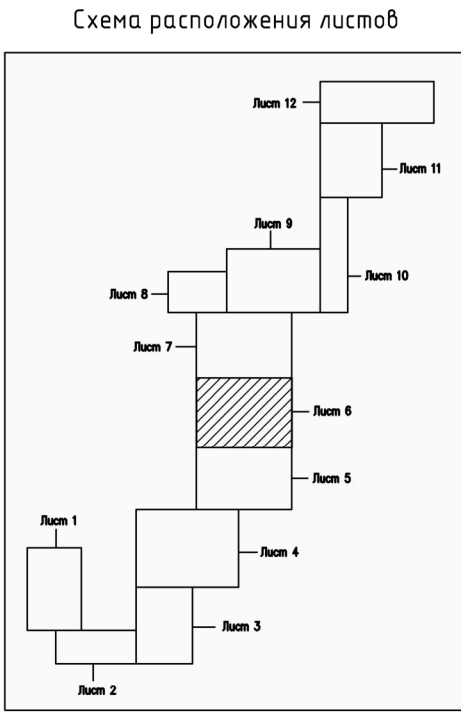 Схема расположения листов
Лист 12
Лист 11
Лист 9
Лист 10
Лист 8
Лист 7
Лист 6
Лист 5
Лист 1
Лист 4
Лист 3
Лист 2